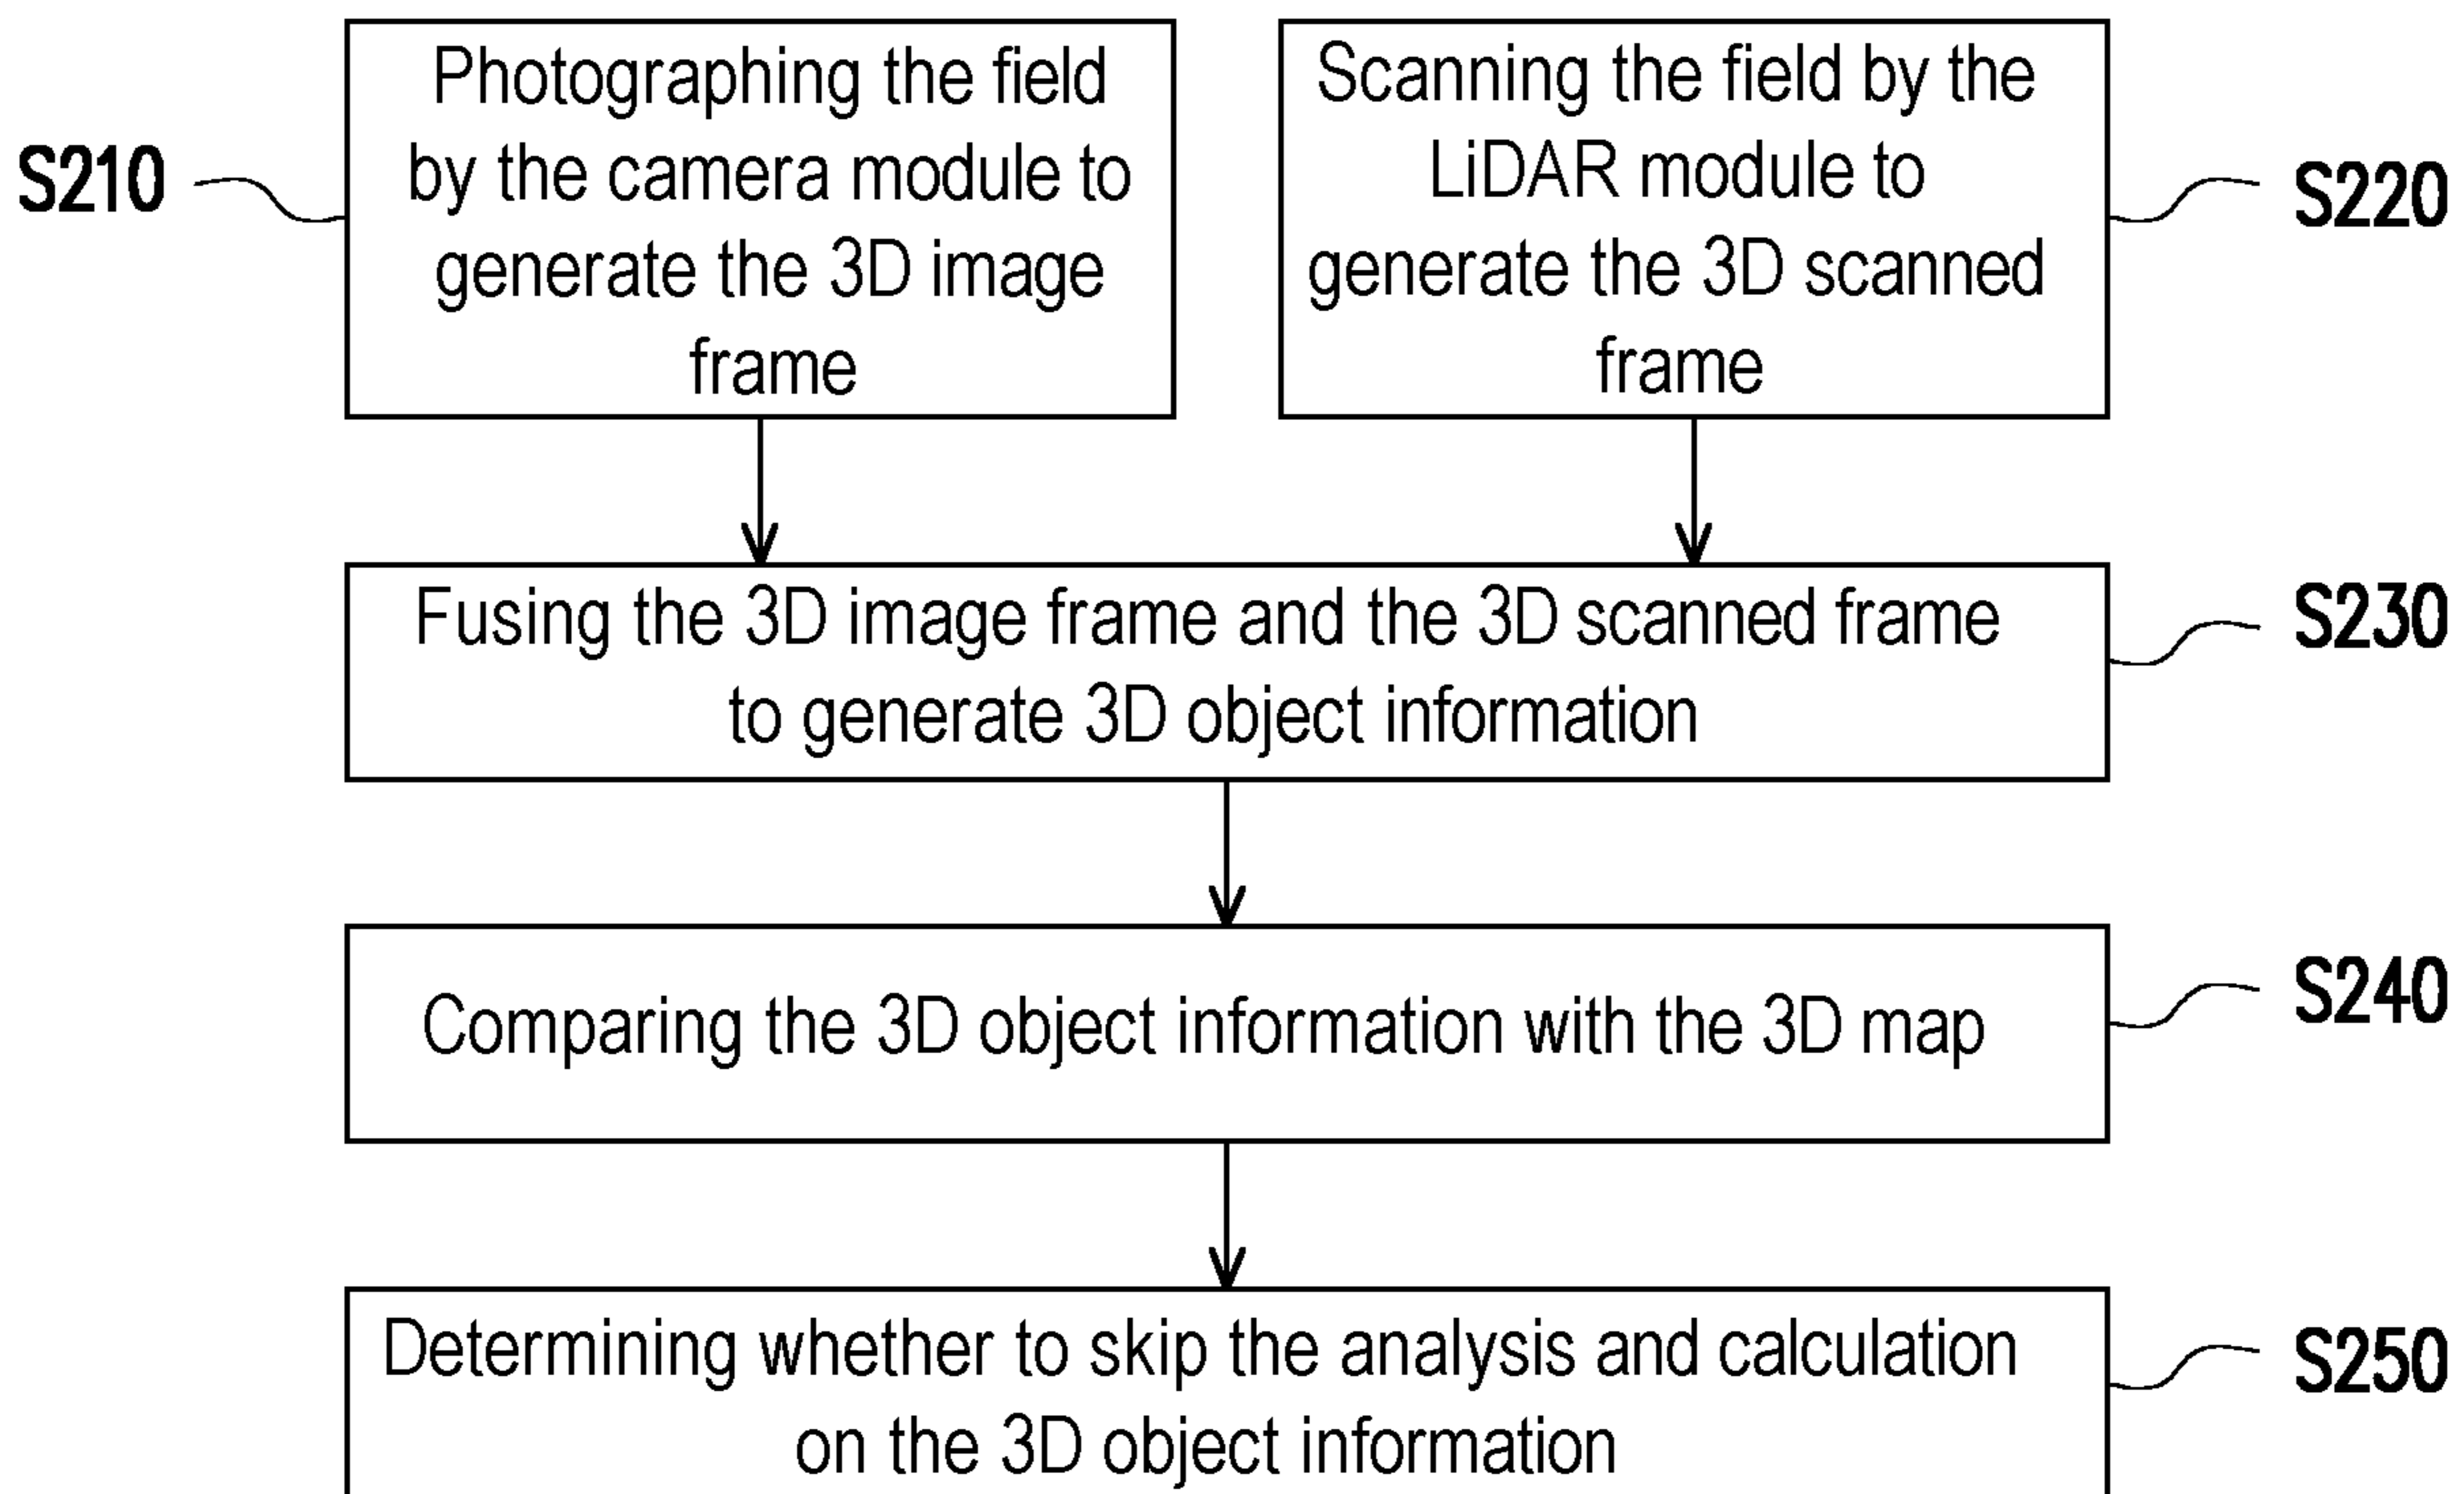 S210
Photographing the field
by the camera module to
generate the 3D image
frame
Scanning the field by the
LiDAR module to
generate the 3D scanned
frame
S220
Fusing the 3D image frame and the 3D scanned frame
to generate 3D object information
S230
Comparing the 3D object information with the 3D map
S240
Determining whether to skip the analysis and calculation
on the 3D object information
S250